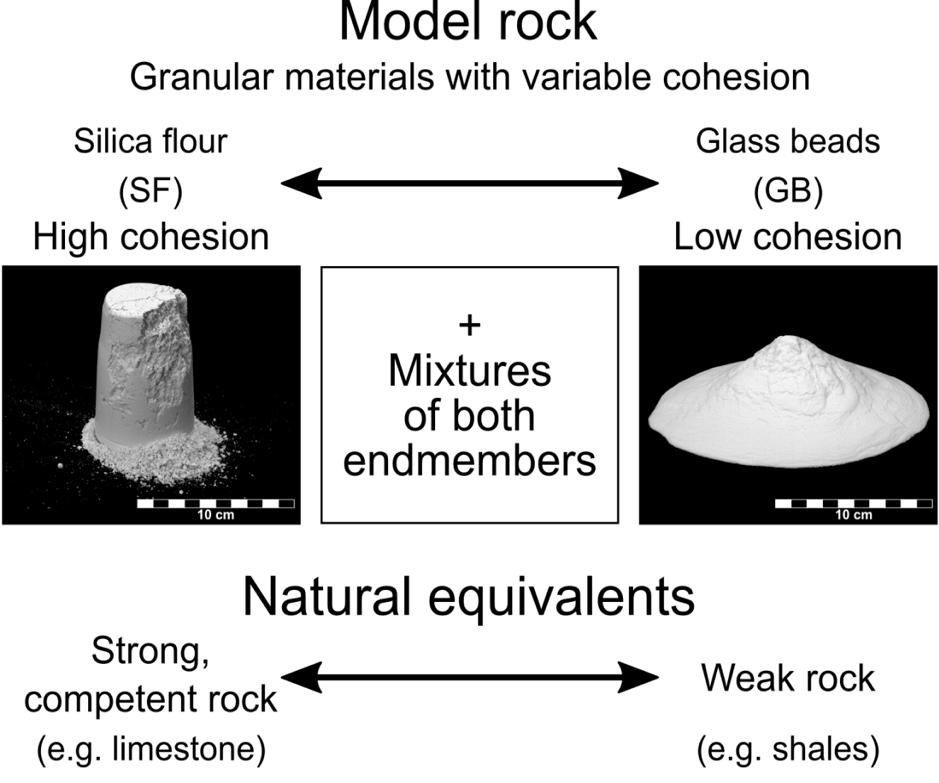 Model rock
Granular materials with variable cohesion
Silica flour
(SF)
High cohesion
Glass beads
(GB)
Low cohesion
10 cm
+
Mixtures
of both
endmembers
10 cm
Natural equivalents
Strong,
competent rock
(e.g. limestone)
Weak rock
(e.g. shales)